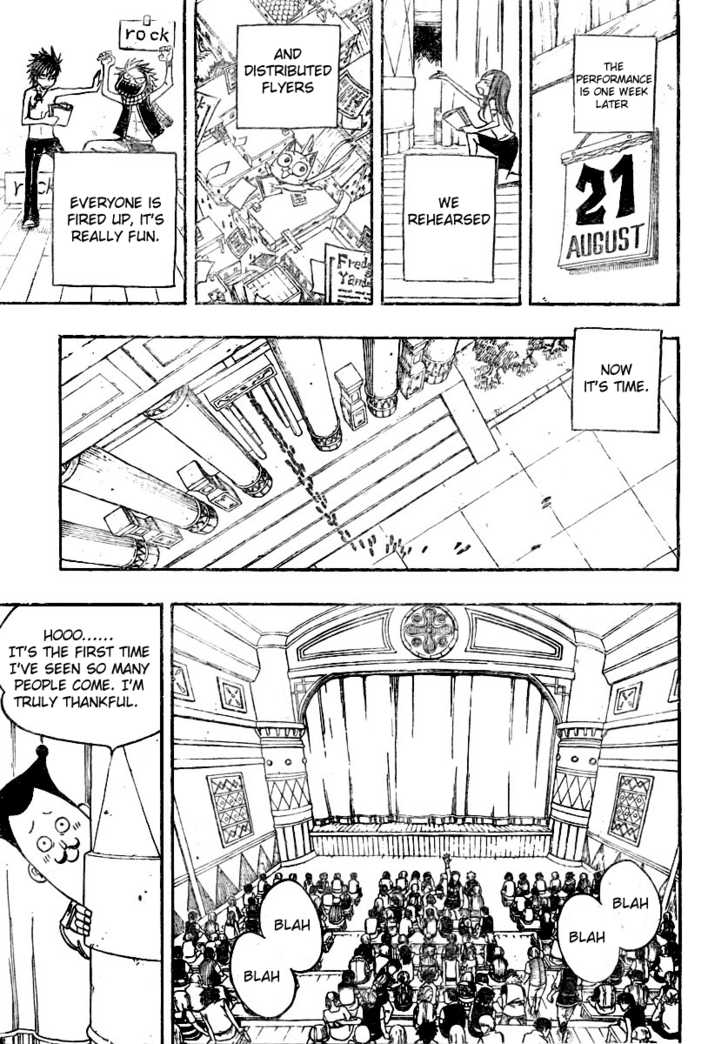 THE
PERFORMANCE
IS ONE WEEK
LATER
21
AUGUST
WE
REHEARSED
AND
DISTRIBUTED
FLYERS
Frede
Yande
rock
rock
EVERYONE IS
FIRED UP, IT'S
REALLY FUN.
NOW
IT'S TIME.
BLAH
BLAH
BLAH
BLAH
HOOO......
IT'S THE FIRST TIME
I'VE SEEN SO MANY
PEOPLE COME. I'M
TRULY THANKFUL.